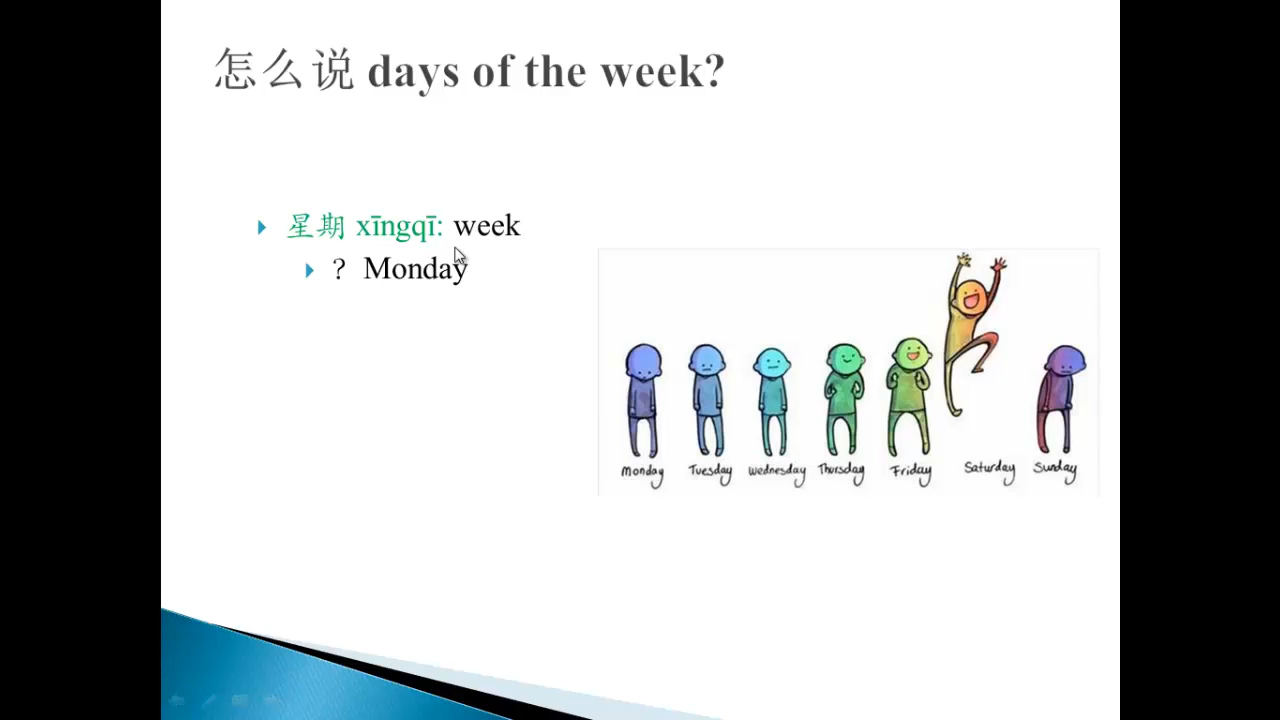 怎么说 days of the week?
星期 xīngqī: week
? Monday
Monday Tuesday Wednesday Thursday Friday Saturday Sunday